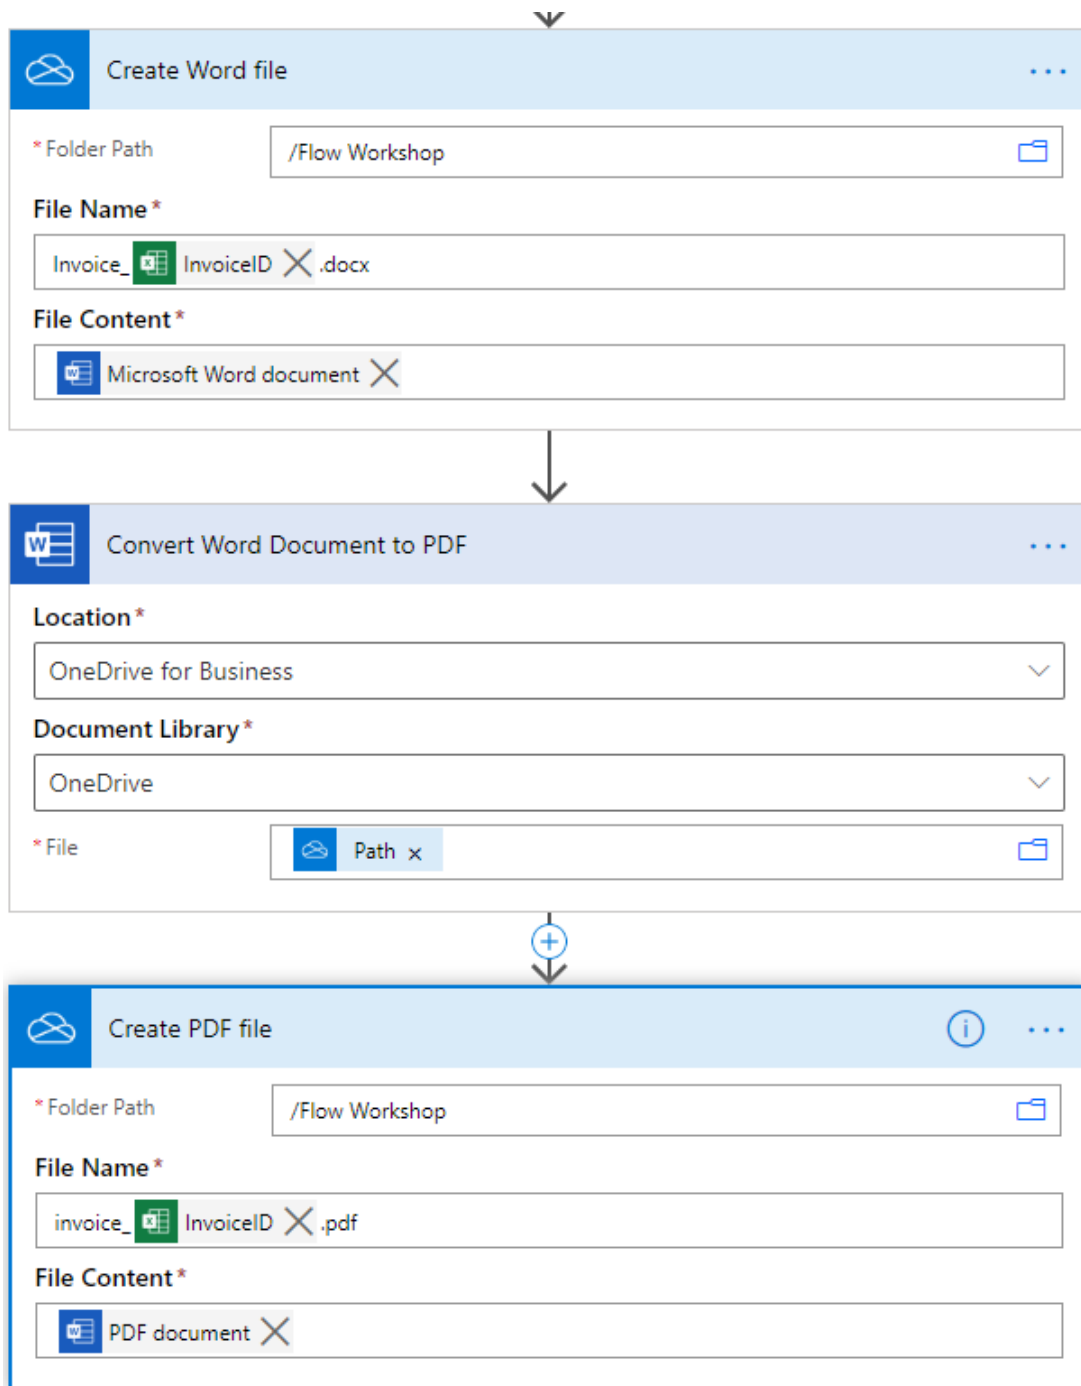 Create Word file
* Folder Path /Flow Workshop
File Name*
Invoice_ InvoiceID .docx
File Content*
Microsoft Word document
Convert Word Document to PDF
Location*
OneDrive for Business
Document Library*
OneDrive
* File Path
Create PDF file
* Folder Path /Flow Workshop
File Name*
invoice_ InvoiceID .pdf
File Content*
PDF document